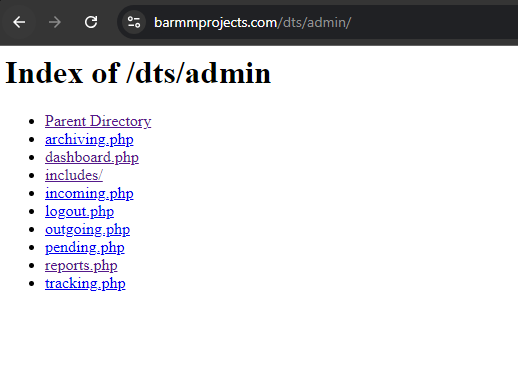 barmmprojects.com/dts/admin/
Index of /dts/admin
Parent Directory
archiving.php
dashboard.php
includes/
incoming.php
logout.php
outgoing.php
pending.php
reports.php
tracking.php